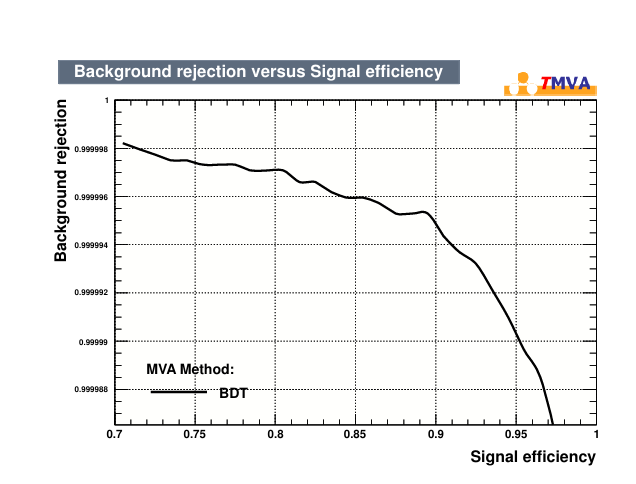 Background rejection versus Signal efficiency
TMVA
Background rejection
1
0.999998
0.999996
0.999994
0.999992
0.99999
0.999988
MVA Method:
BDT
0.7 0.75 0.8 0.85 0.9 0.95 1
Signal efficiency